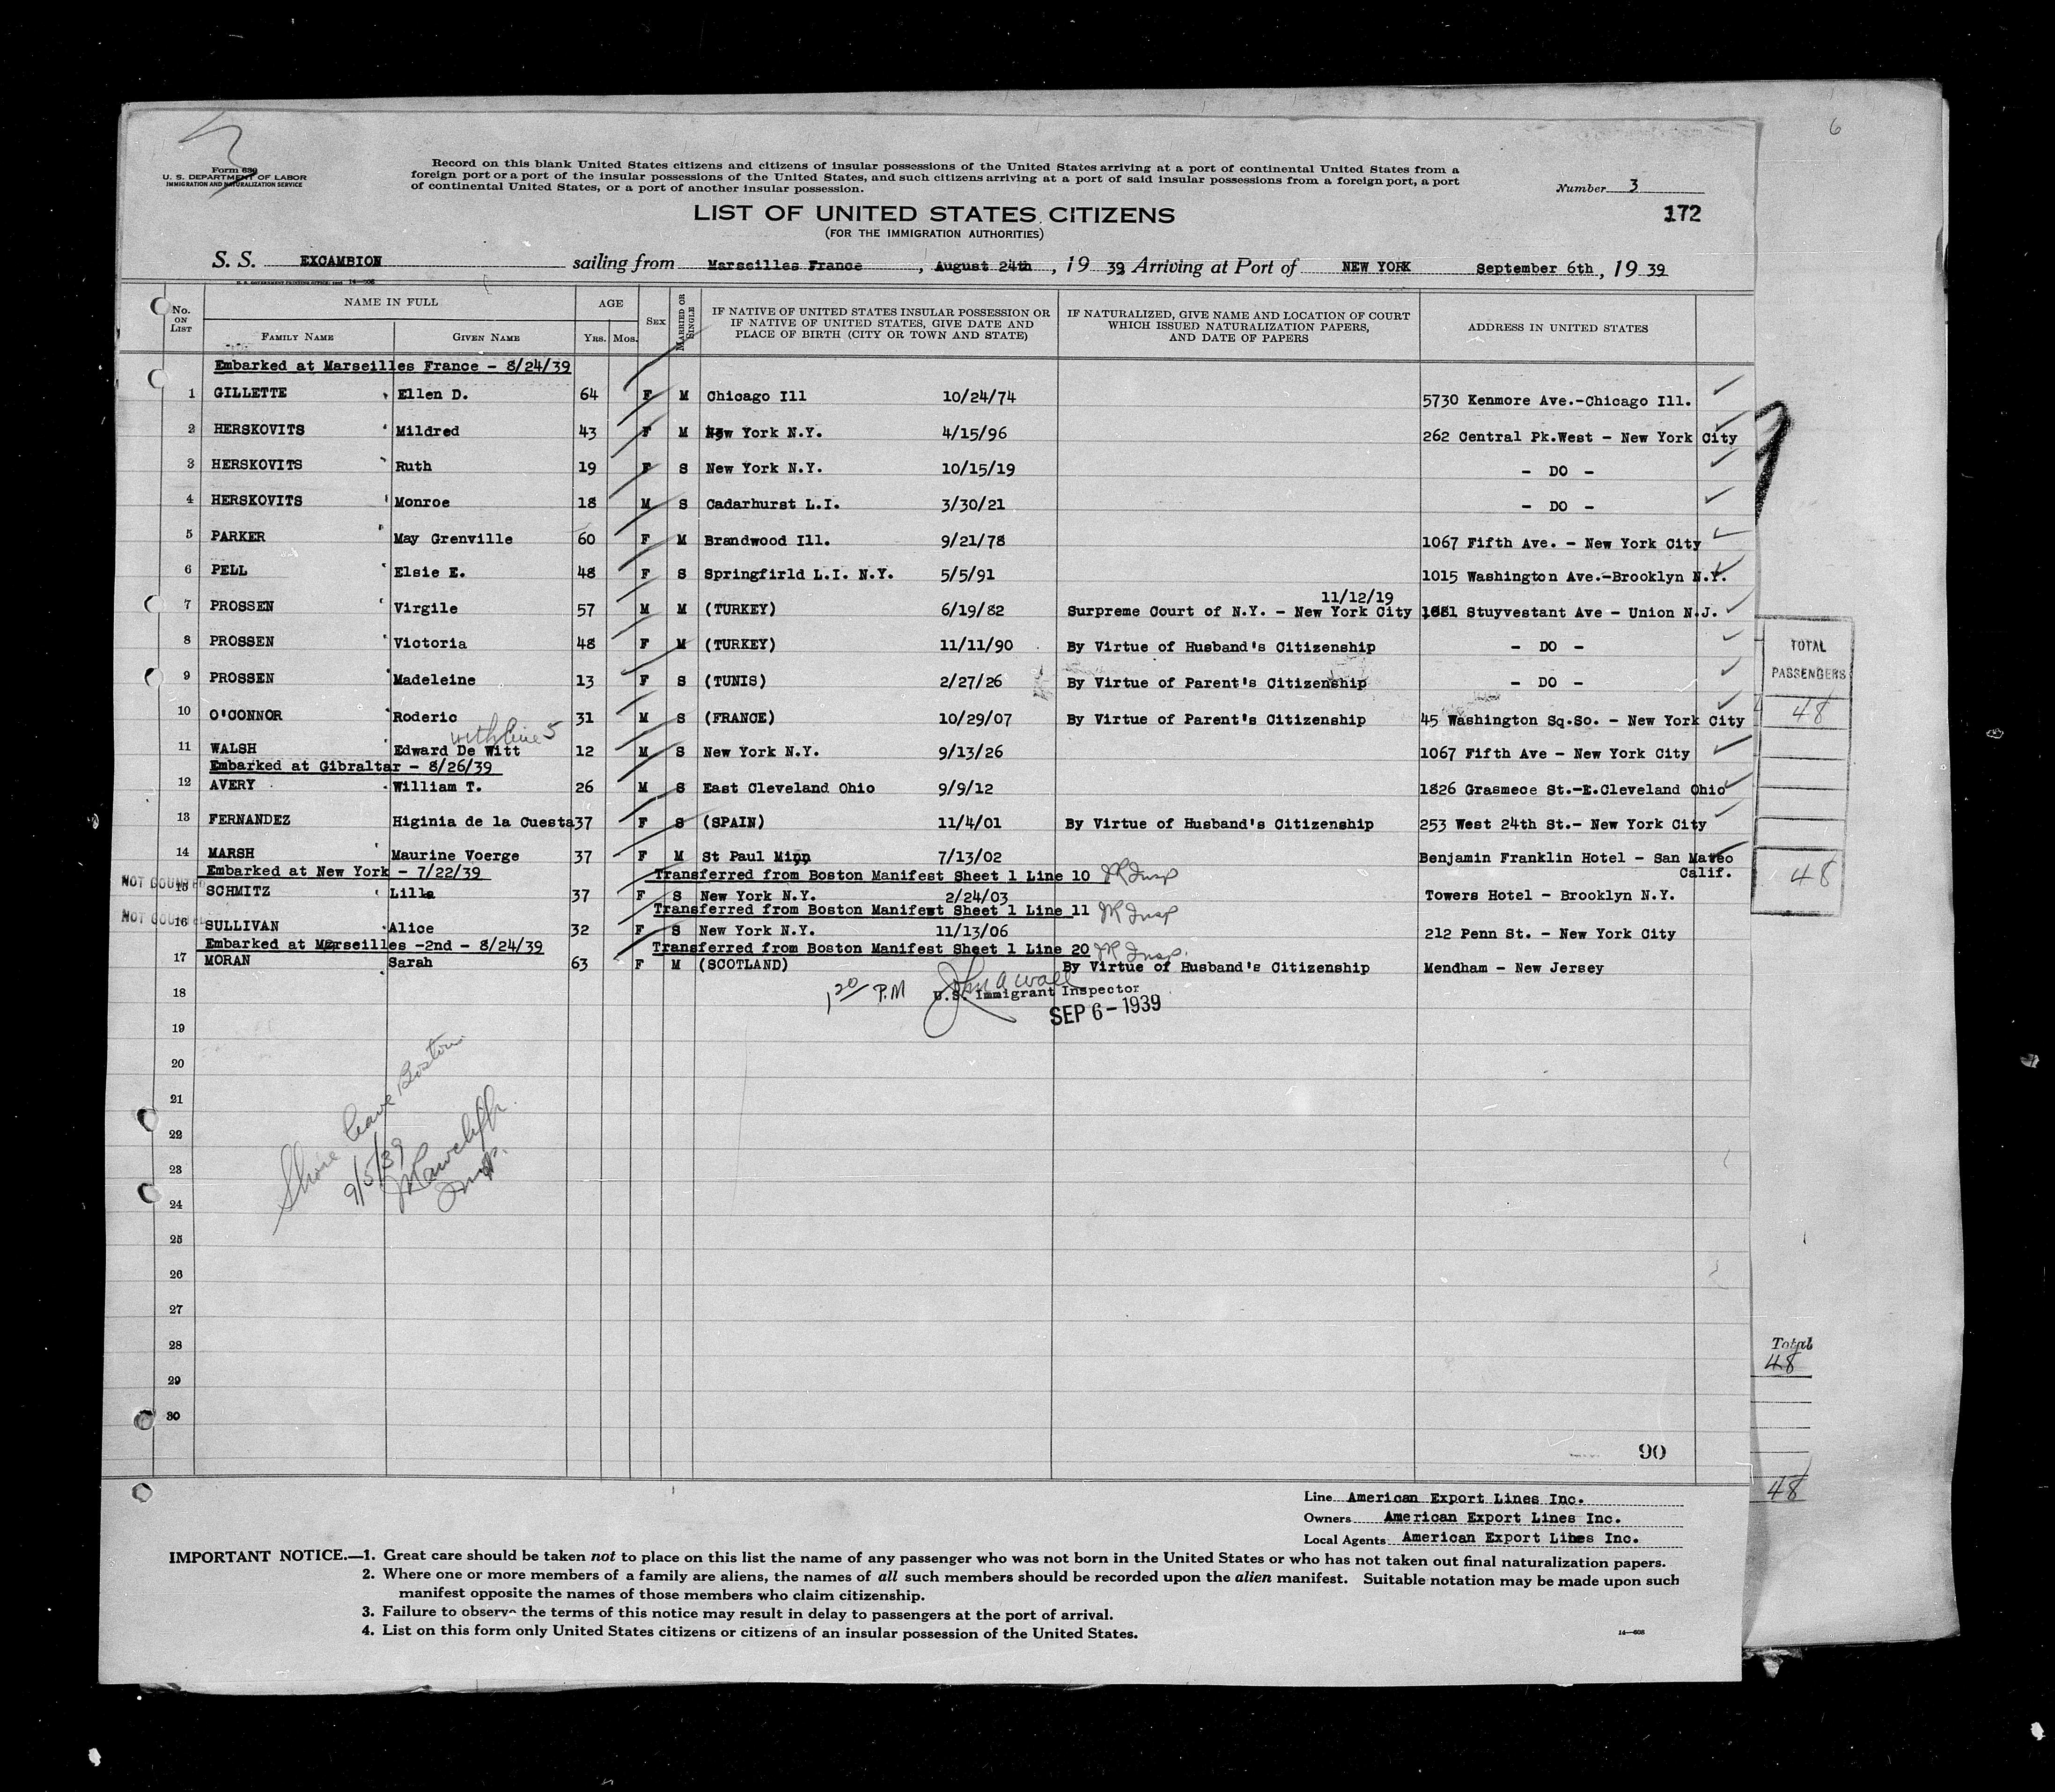 6
Form 630
U. S. DEPARTMENT OF LABOR
IMMIGRATION AND NATURALIZATION SERVICE
Record on this blank United States citizens and citizens of insular possessions of the United States arriving at a port of continental United States from a
foreign port or a port of the insular possessions of the United States, and such citizens arriving at a port of said insular possessions from a foreign port, a port
of continental United States, or a port of another insular possession.
Number 3
LIST OF UNITED STATES CITIZENS
172
(FOR THE IMMIGRATION AUTHORITIES)
S. S. EXCAMBION sailing from Marseilles France, August 24th, 19 39 Arriving at Port of NEW YORK September 6th, 19 39
No. ON LIST NAME IN FULL FAMILY NAME GIVEN NAME AGE YRS. MOS. SEX MARRIED OR SINGLE IF NATIVE OF UNITED STATES INSULAR POSSESSION OR IF NATIVE OF UNITED STATES, GIVE DATE AND PLACE OF BIRTH (CITY OR TOWN AND STATE) IF NATURALIZED, GIVE NAME AND LOCATION OF COURT WHICH ISSUED NATURALIZATION PAPERS, AND DATE OF PAPERS ADDRESS IN UNITED STATES
Embarked at Marseilles France - 8/24/39
1 GILLETTE Ellen D. 64 F M Chicago Ill 10/24/74 5730 Kenmore Ave.-Chicago Ill.
2 HERSKOVITS Mildred 43 F M New York N.Y. 4/15/96 262 Central Pk.West - New York City
3 HERSKOVITS Ruth 19 F S New York N.Y. 10/15/19 - DO -
4 HERSKOVITS Monroe 18 M S Cadarhurst L.I. 3/30/21 - DO -
5 PARKER May Grenville 60 F M Brandwood Ill. 9/21/78 1067 Fifth Ave. - New York City
6 PELL Elsie E. 48 F S Springfirld L.I. N.Y. 5/5/91 1015 Washington Ave.-Brooklyn N.Y.
11/12/19
7 PROSSEN Virgile 57 M M (TURKEY) 6/19/82 Surpreme Court of N.Y. - New York City 1881 Stuyvestant Ave - Union N.J.
8 PROSSEN Victoria 48 F M (TURKEY) 11/11/90 By Virtue of Husband's Citizenship - DO -
9 PROSSEN Madeleine 13 F S (TUNIS) 2/27/26 By Virtue of Parent's Citizenship - DO -
10 O'CONNOR Roderic 31 M S (FRANCE) 10/29/07 By Virtue of Parent's Citizenship 45 Washington Sq.So. - New York City
with line 5
11 WALSH Edward De Witt 12 M S New York N.Y. 9/13/26 1067 Fifth Ave - New York City
Embarked at Gibraltar - 8/26/39
12 AVERY William T. 26 M S East Cleveland Ohio 9/9/12 1826 Grasmece St.-E.Cleveland Ohio
13 FERNANDEZ Higinia de la Cuesta 37 F S (SPAIN) 11/4/01 By Virtue of Husband's Citizenship 253 West 24th St.- New York City
14 MARSH Maurine Voerge 37 F M St Paul Minn 7/13/02 Benjamin Franklin Hotel - San Mateo
Calif.
Embarked at New York - 7/22/39 Transferred from Boston Manifest Sheet 1 Line 10 JR Insp
NOT COUNTED
15 SCHMITZ Lilla 37 F S New York N.Y. 2/24/03 Towers Hotel - Brooklyn N.Y.
Transferred from Boston Manifest Sheet 1 Line 11 JR Insp
NOT COUNTED
16 SULLIVAN Alice 32 F S New York N.Y. 11/13/06 212 Penn St. - New York City
Embarked at Marseilles -2nd - 8/24/39 Transferred from Boston Manifest Sheet 1 Line 20 JR Insp.
17 MORAN Sarah 63 F M (SCOTLAND) By Virtue of Husband's Citizenship Mendham - New Jersey
18 1 20 P.M
U.S. Immigrant Inspector
SEP 6 - 1939
19
20
21
22
23
24
25
26
27
28
29
30
Shore leave Boston
9/5/39
JRawcliffe
Insp.
TOTAL
PASSENGERS
48
48
Total
48
48
90
Line American Export Lines Inc.
Owners American Export Lines Inc.
Local Agents American Export Lines Inc.
IMPORTANT NOTICE.—1. Great care should be taken not to place on this list the name of any passenger who was not born in the United States or who has not taken out final naturalization papers.
2. Where one or more members of a family are aliens, the names of all such members should be recorded upon the alien manifest. Suitable notation may be made upon such
manifest opposite the names of those members who claim citizenship.
3. Failure to observe the terms of this notice may result in delay to passengers at the port of arrival.
4. List on this form only United States citizens or citizens of an insular possession of the United States.
14—608